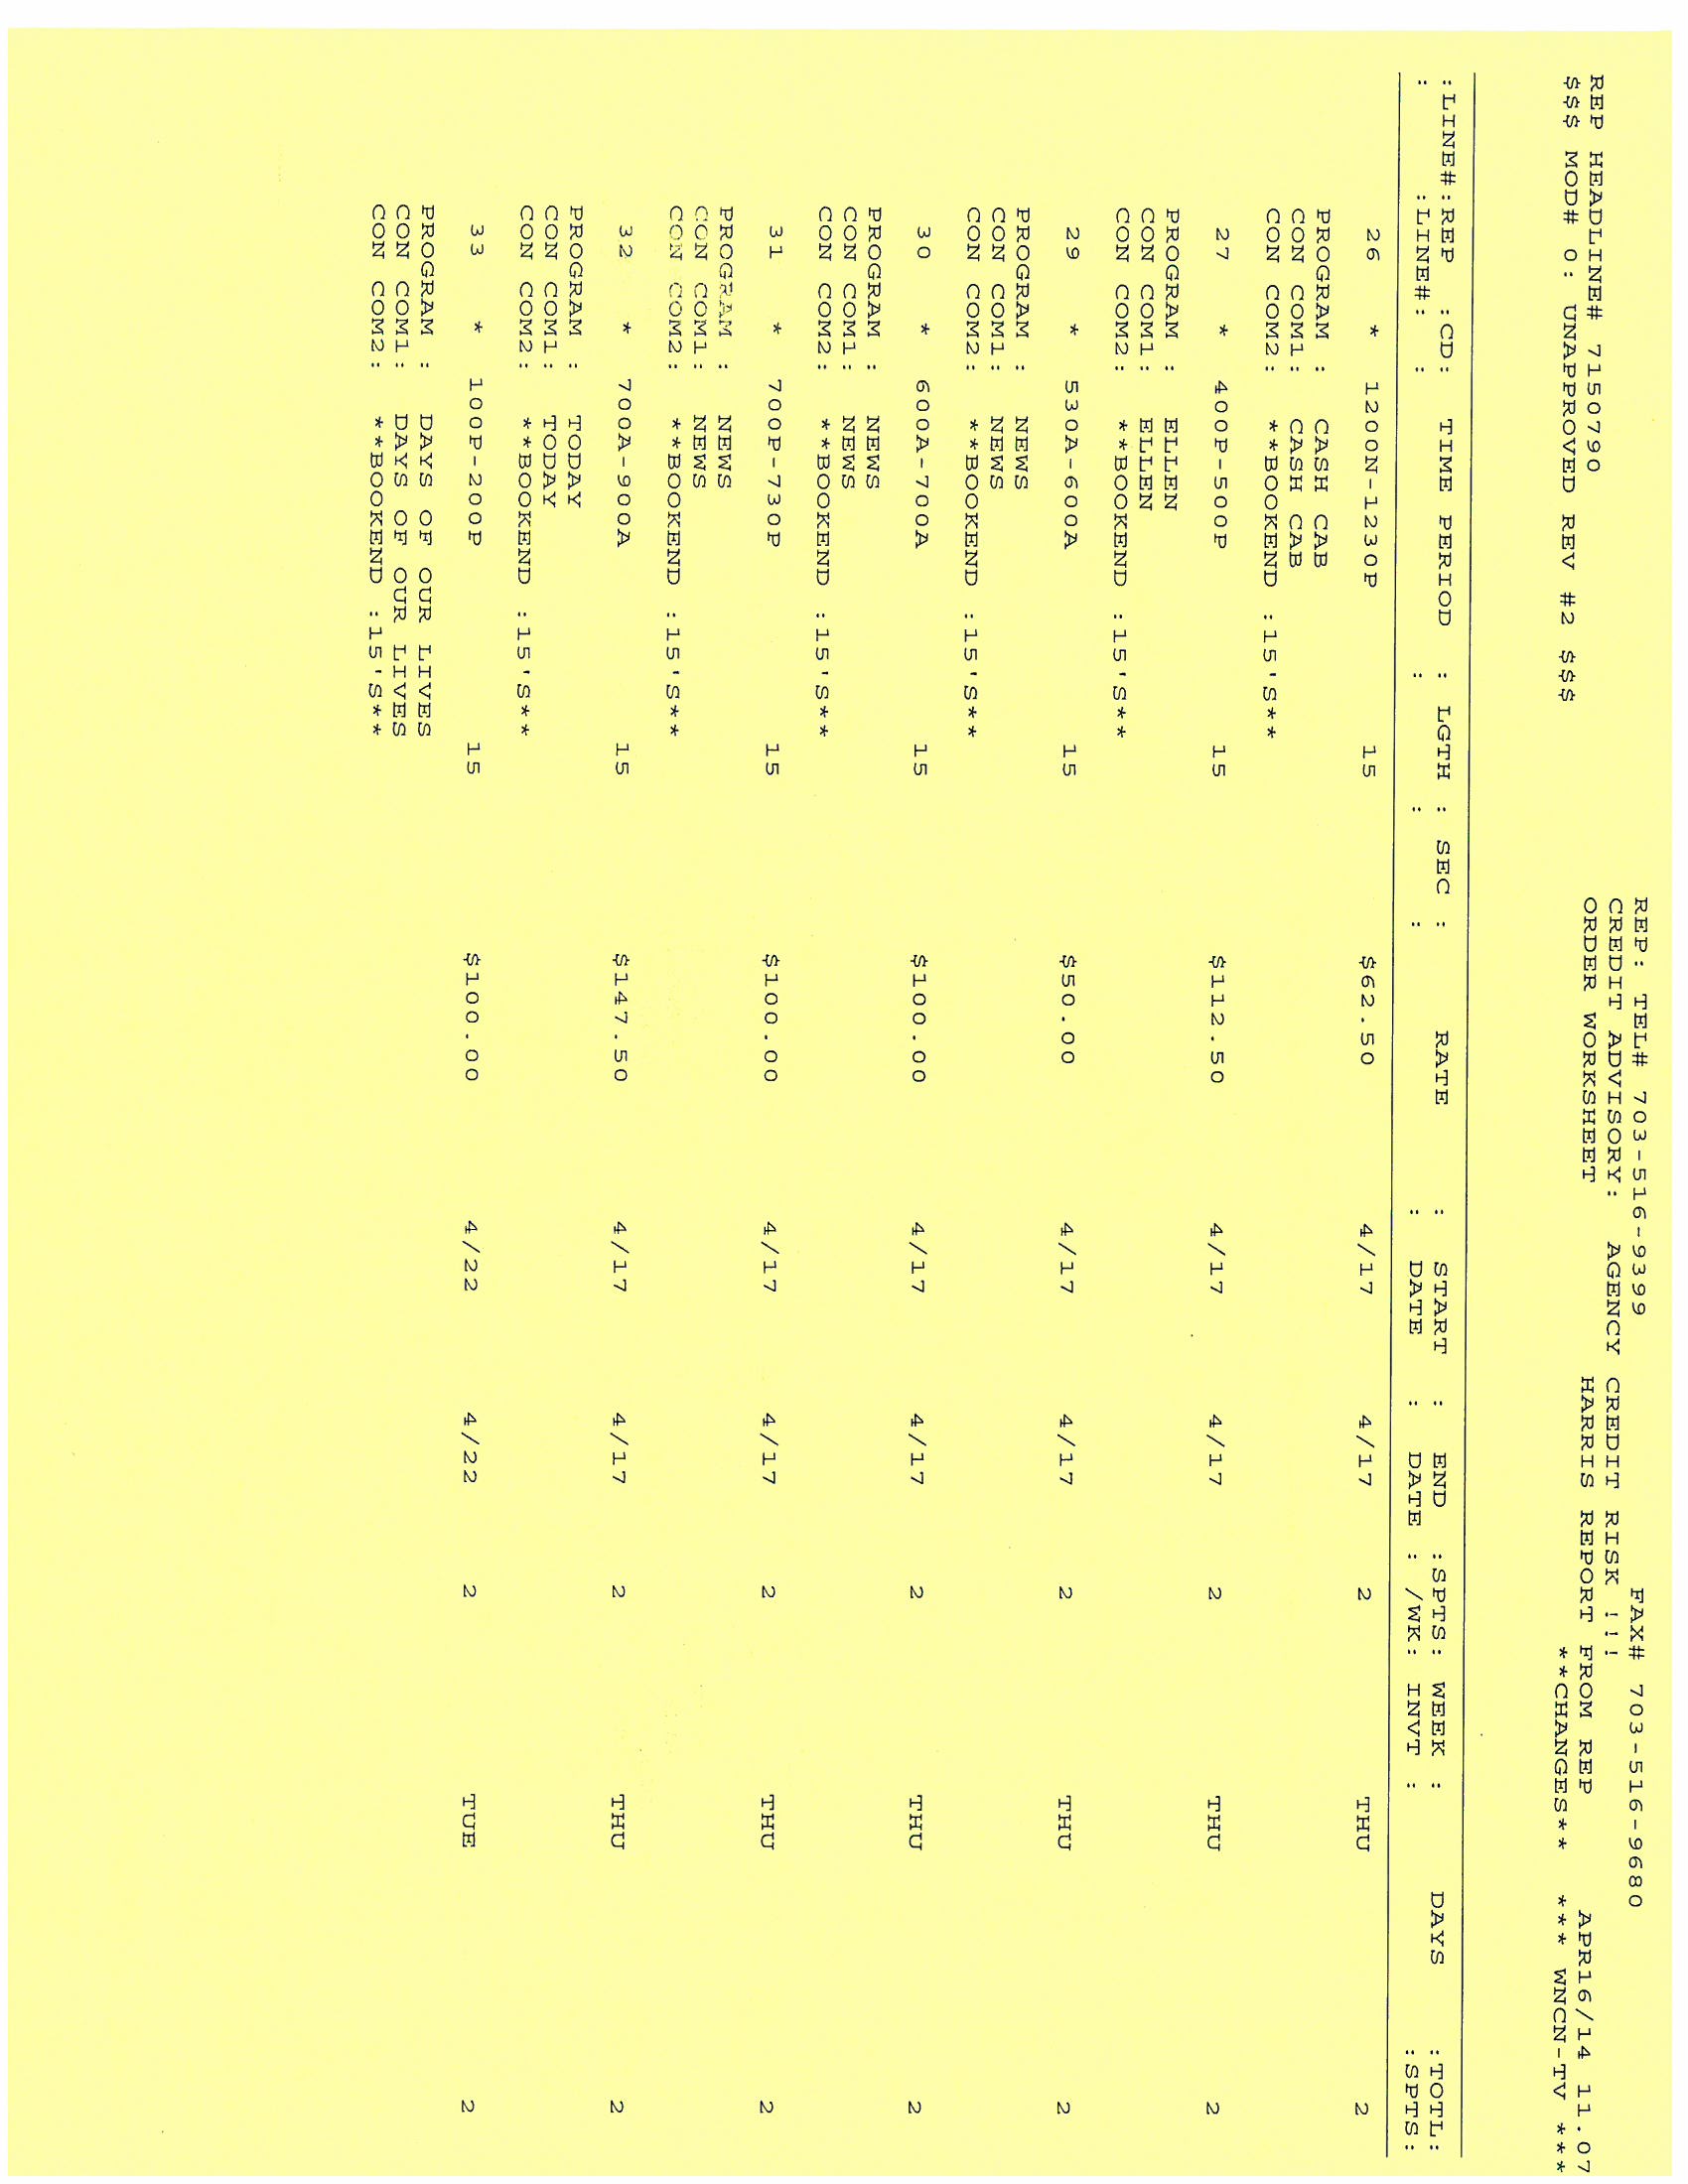 REP: TEL# 703-516-9399 FAX# 703-516-9680
CREDIT ADVISORY: AGENCY CREDIT RISK !!!
REP HEADLINE# 7150790 ORDER WORKSHEET HARRIS REPORT FROM REP APR16/14 11.07
$$$ MOD# 0: UNAPPROVED REV #2 $$$ **CHANGES** *** WNCN-TV ***
:LINE#:REP :CD: TIME PERIOD : LGTH : SEC : RATE : START : END :SPTS: WEEK : DAYS :TOTL:
: :LINE#: : : : : : DATE : DATE : /WK: INVT : :SPTS:
26 * 1200N-1230P 15 $62.50 4/17 4/17 2 THU 2
PROGRAM : CASH CAB
CON COM1: CASH CAB
CON COM2: **BOOKEND :15'S**
27 * 400P-500P 15 $112.50 4/17 4/17 2 THU 2
PROGRAM : ELLEN
CON COM1: ELLEN
CON COM2: **BOOKEND :15'S**
29 * 530A-600A 15 $50.00 4/17 4/17 2 THU 2
PROGRAM : NEWS
CON COM1: NEWS
CON COM2: **BOOKEND :15'S**
30 * 600A-700A 15 $100.00 4/17 4/17 2 THU 2
PROGRAM : NEWS
CON COM1: NEWS
CON COM2: **BOOKEND :15'S**
31 * 700P-730P 15 $100.00 4/17 4/17 2 THU 2
PROGRAM : NEWS
CON COM1: NEWS
CON COM2: **BOOKEND :15'S**
32 * 700A-900A 15 $147.50 4/17 4/17 2 THU 2
PROGRAM : TODAY
CON COM1: TODAY
CON COM2: **BOOKEND :15'S**
33 * 100P-200P 15 $100.00 4/22 4/22 2 TUE 2
PROGRAM : DAYS OF OUR LIVES
CON COM1: DAYS OF OUR LIVES
CON COM2: **BOOKEND :15'S**